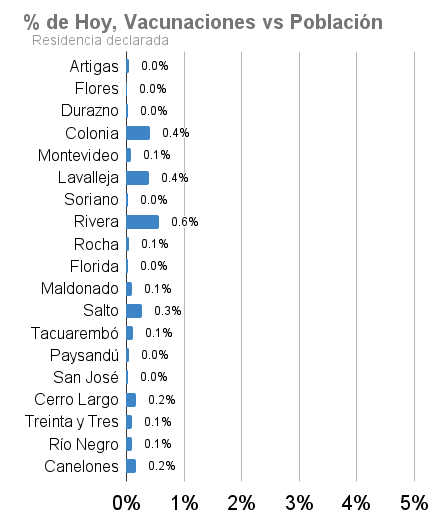 % de Hoy, Vacunaciones vs Población
Residencia declarada
Artigas 0.0%
Flores 0.0%
Durazno 0.0%
Colonia 0.4%
Montevideo 0.1%
Lavalleja 0.4%
Soriano 0.0%
Rivera 0.6%
Rocha 0.1%
Florida 0.0%
Maldonado 0.1%
Salto 0.3%
Tacuarembó 0.1%
Paysandú 0.0%
San José 0.0%
Cerro Largo 0.2%
Treinta y Tres 0.1%
Río Negro 0.1%
Canelones 0.2%
0% 1% 2% 3% 4% 5%